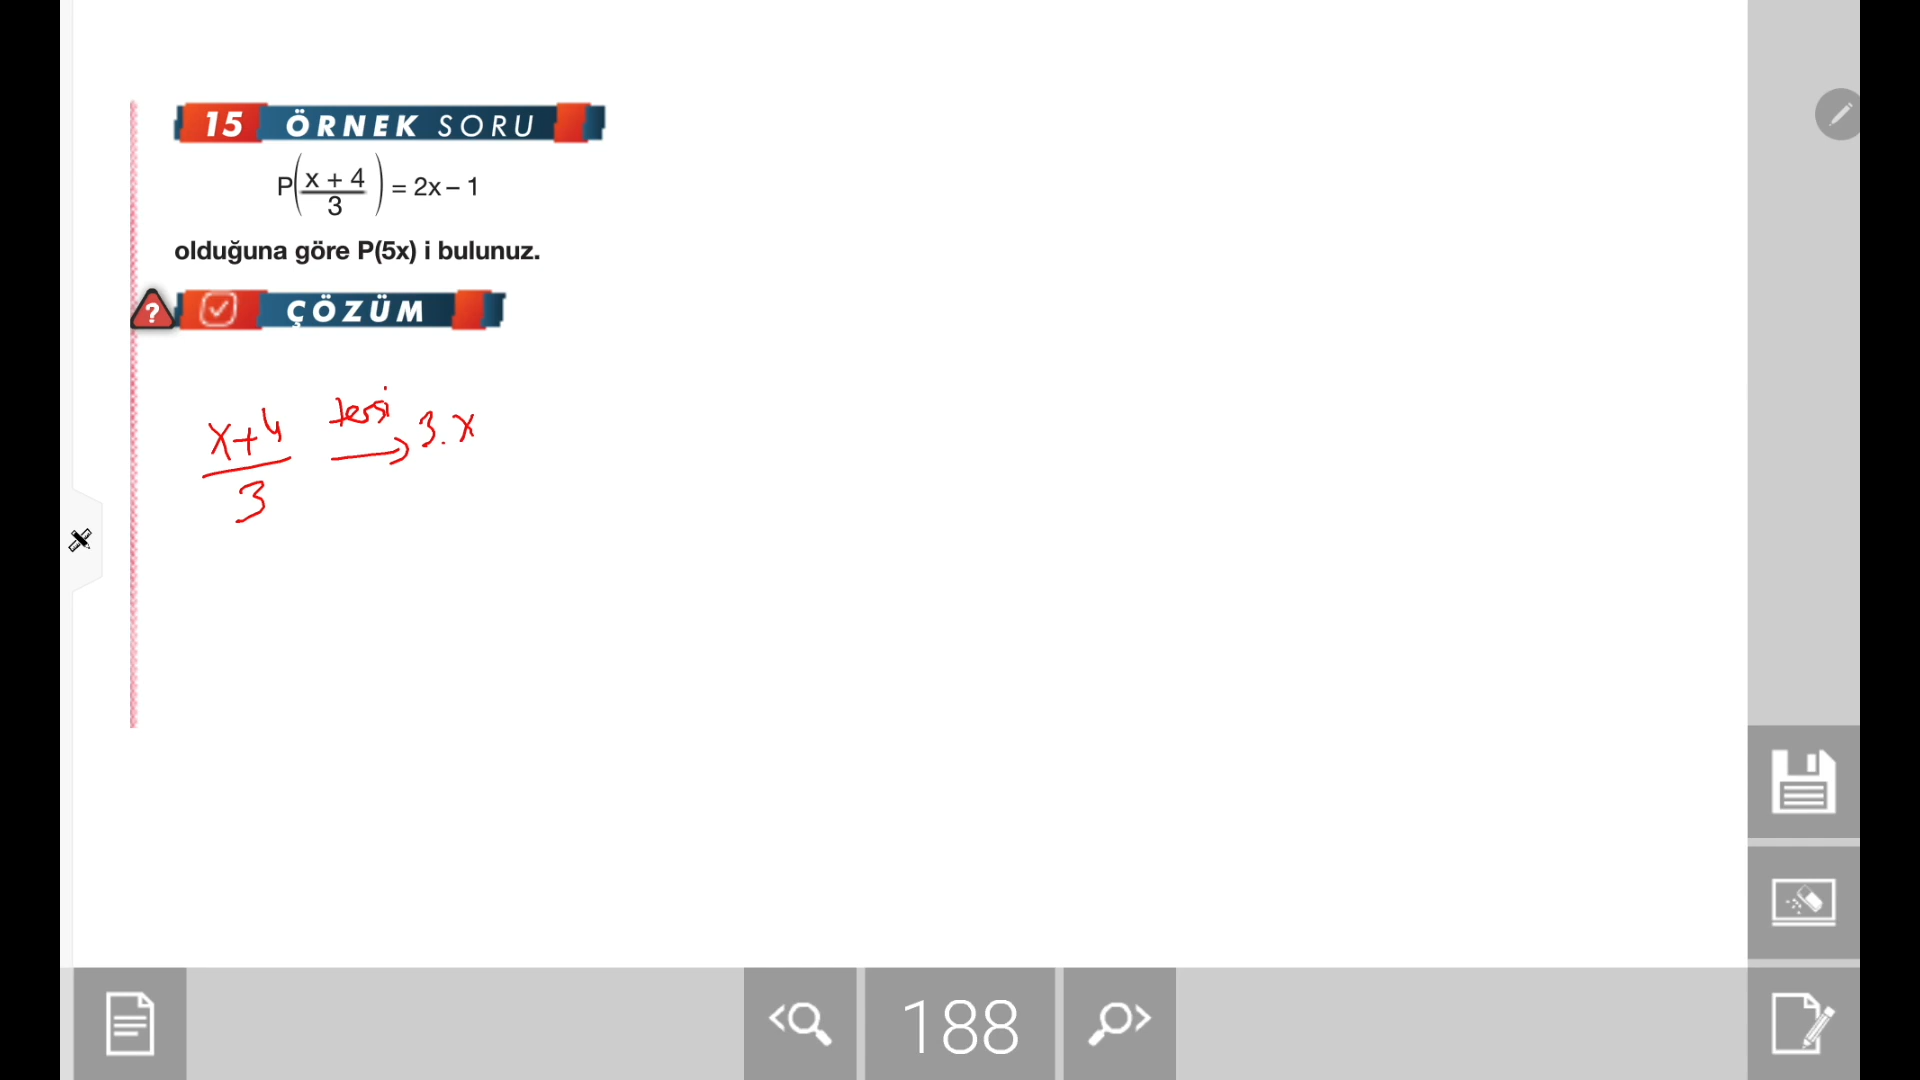 15 ÖRNEK SORU
P((x + 4)/3) = 2x – 1
olduğuna göre P(5x) i bulunuz.
? ÇÖZÜM
(x+4)/3 tersi → 3.x
<188>